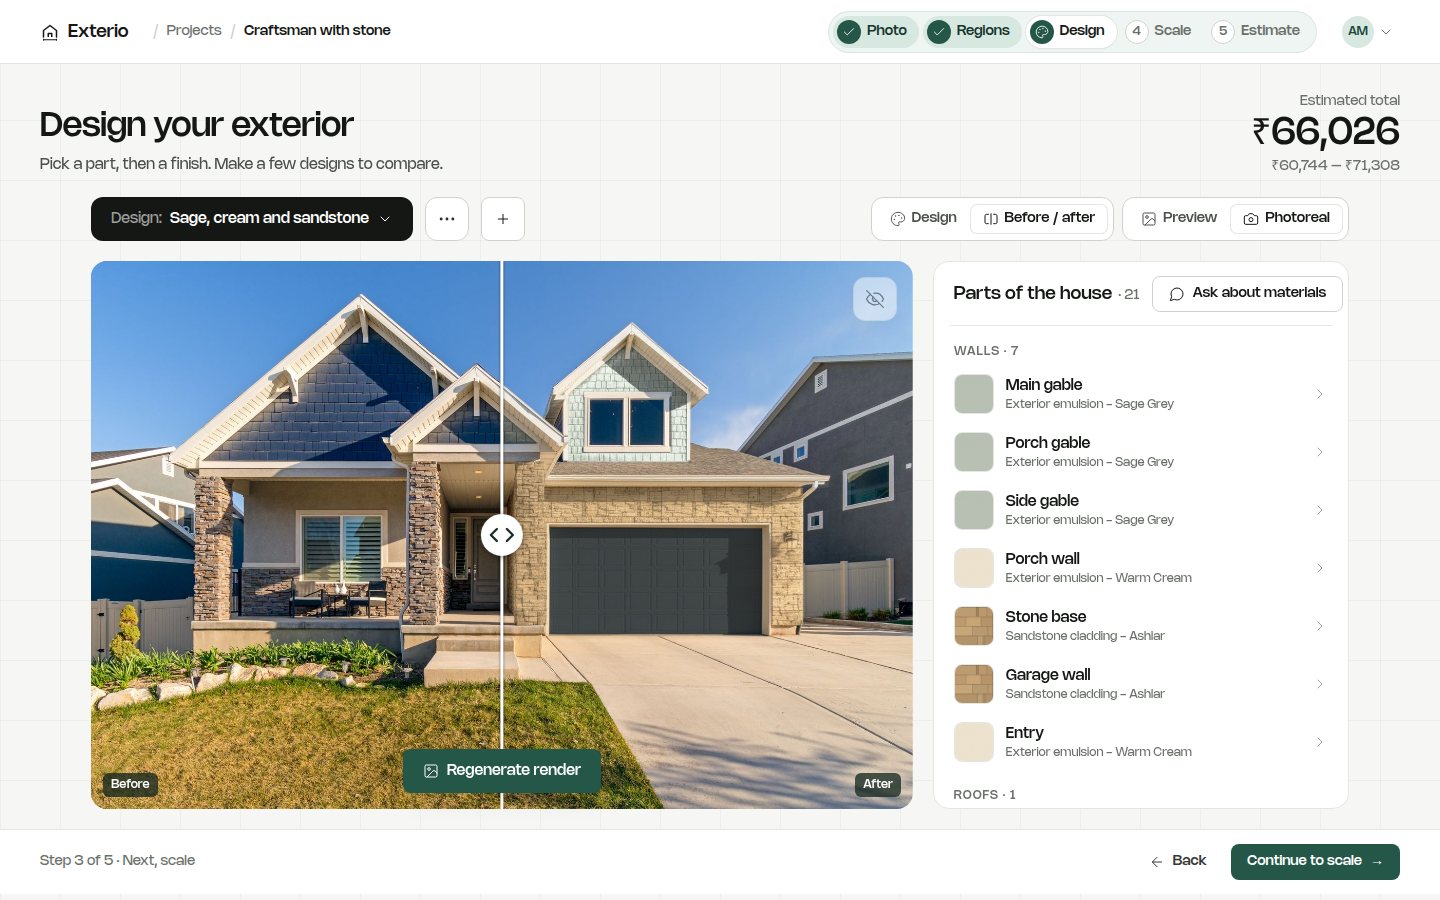 Exterio / Projects / Craftsman with stone
Photo Regions Design 4 Scale 5 Estimate
AM
Design your exterior
Pick a part, then a finish. Make a few designs to compare.
Estimated total
₹66,026
₹60,744 – ₹71,308
Design: Sage, cream and sandstone
Design Before / after
Preview Photoreal
Before
After
Regenerate render
Parts of the house · 21
Ask about materials
WALLS · 7
Main gable
Exterior emulsion – Sage Grey
Porch gable
Exterior emulsion – Sage Grey
Side gable
Exterior emulsion – Sage Grey
Porch wall
Exterior emulsion – Warm Cream
Stone base
Sandstone cladding – Ashlar
Garage wall
Sandstone cladding – Ashlar
Entry
Exterior emulsion – Warm Cream
ROOFS · 1
Step 3 of 5 · Next, scale
← Back
Continue to scale →